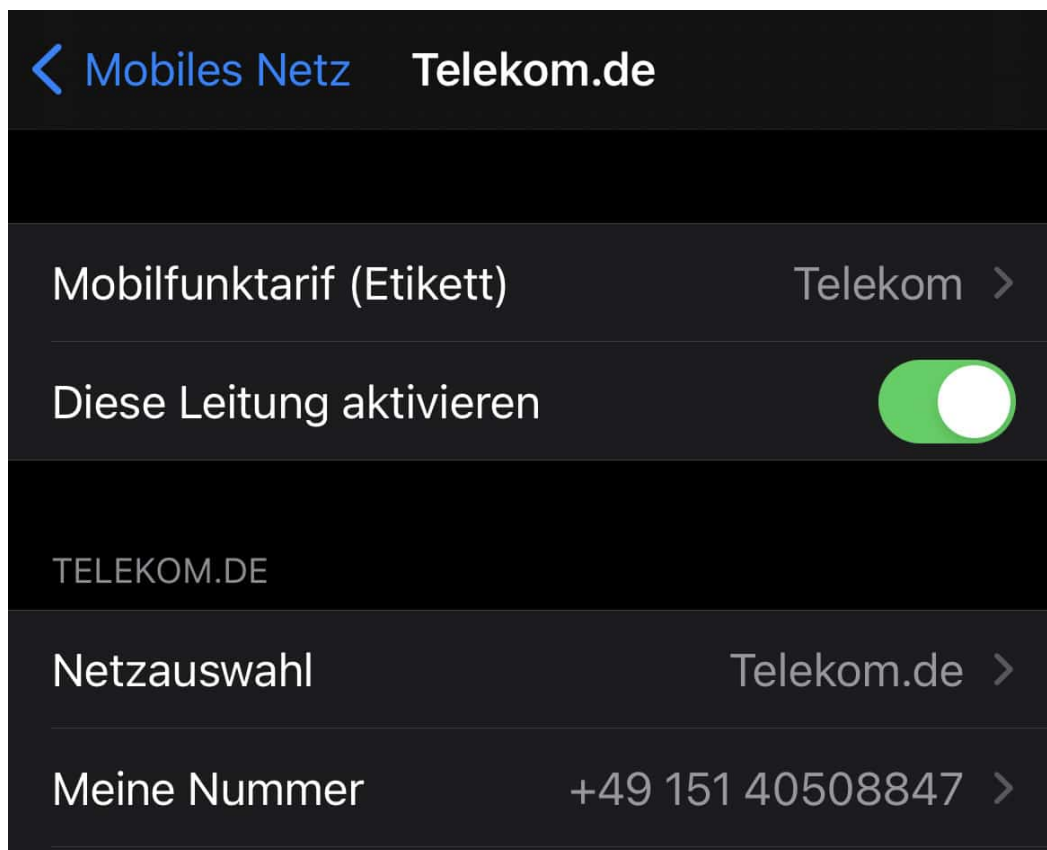 Mobiles Netz Telekom.de
Mobilfunktarif (Etikett) Telekom
Diese Leitung aktivieren
TELEKOM.DE
Netzauswahl Telekom.de
Meine Nummer +49 151 40508847